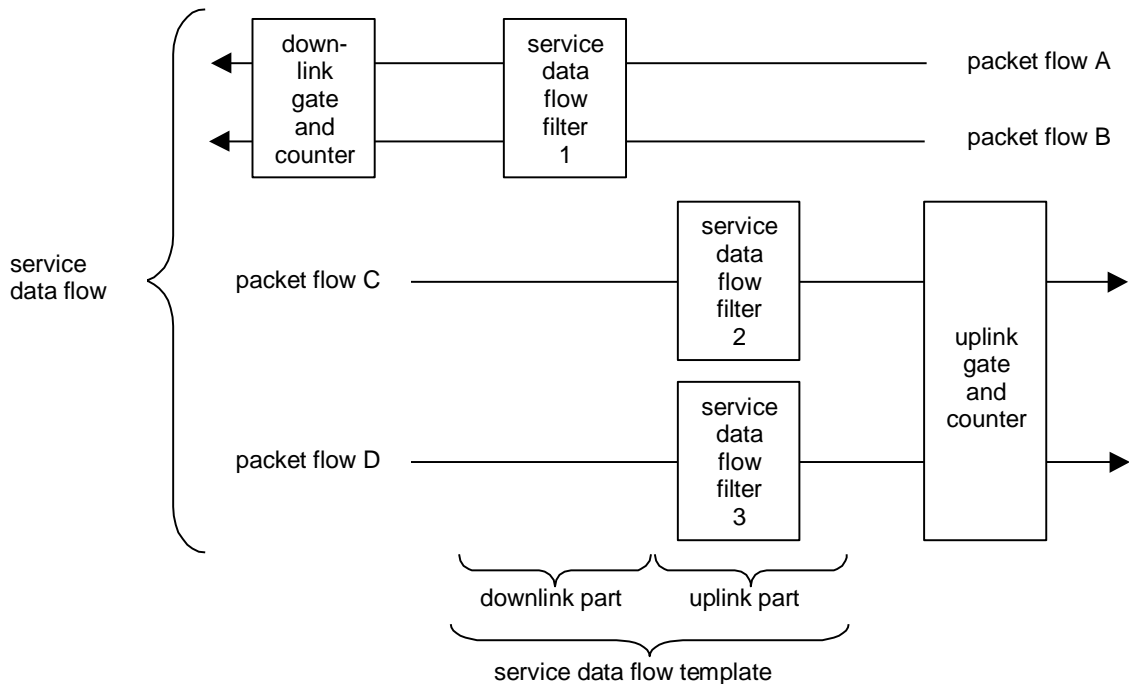 down-
link
gate
and
counter
service
data
flow
filter
1
packet flow A
packet flow B
service
data flow
packet flow C
service
data
flow
filter
2
uplink
gate
and
counter
packet flow D
service
data
flow
filter
3
downlink part
uplink part
service data flow template